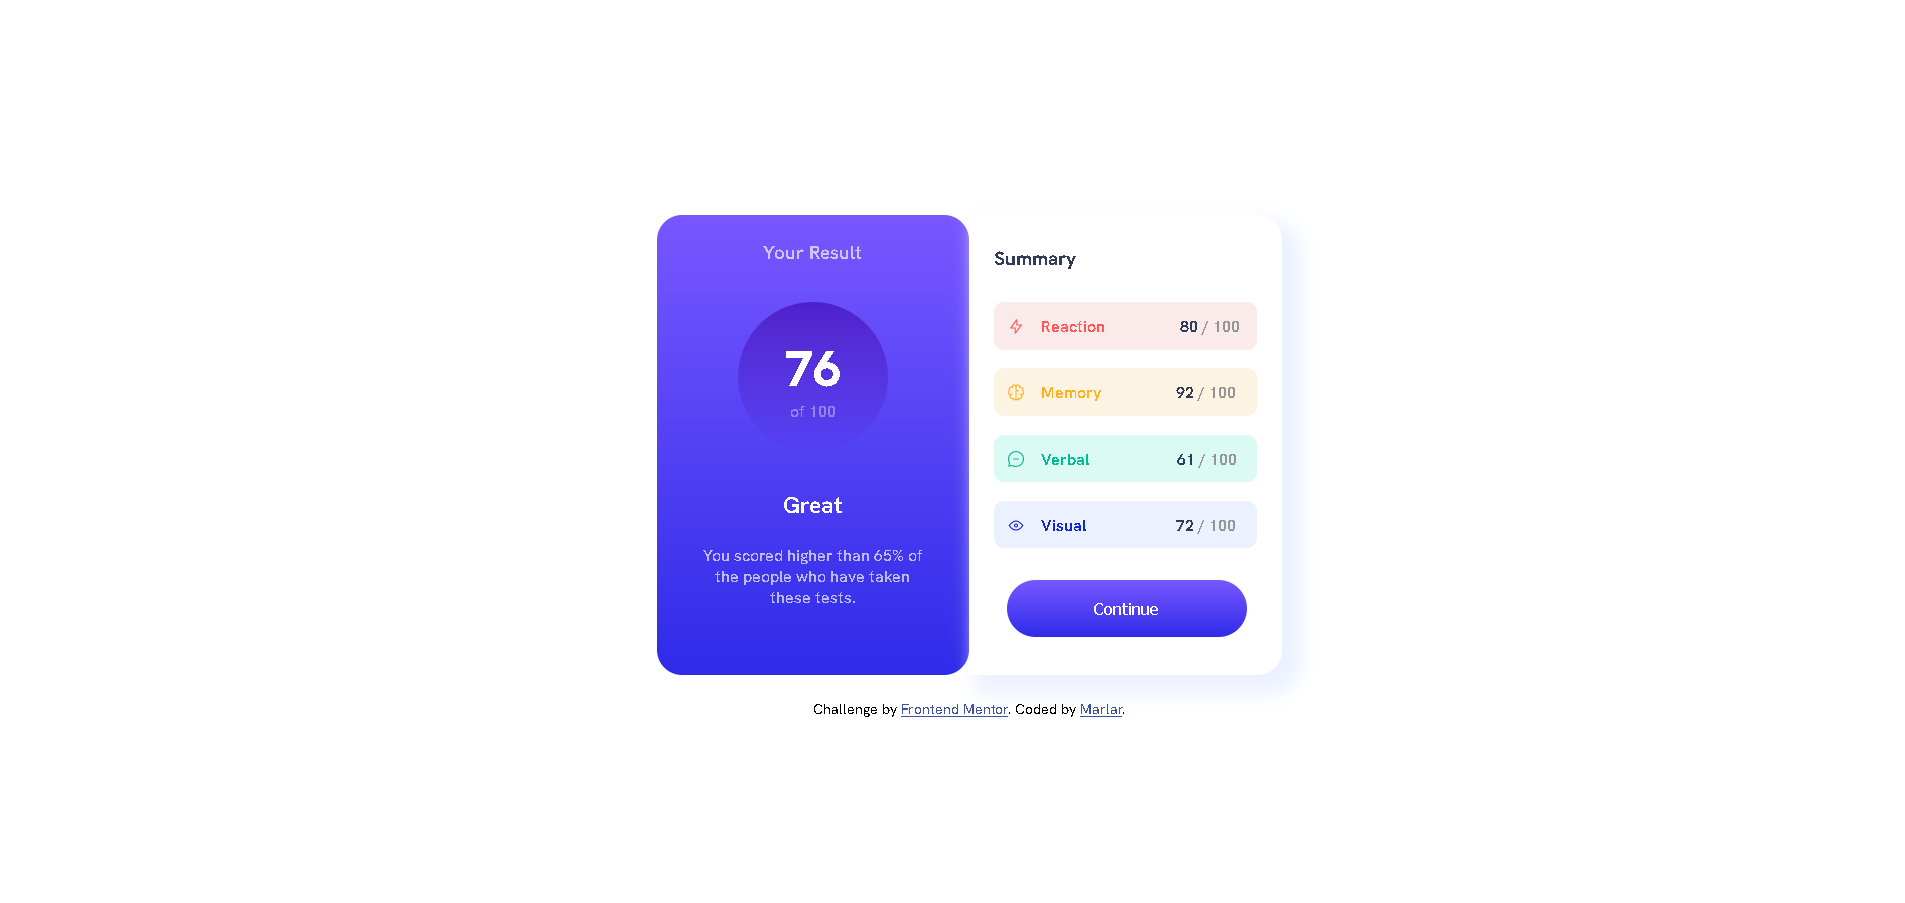 Your Result
76
of 100
Great
You scored higher than 65% of
the people who have taken
these tests.
Summary
Reaction 80 / 100
Memory 92 / 100
Verbal 61 / 100
Visual 72 / 100
Continue
Challenge by Frontend Mentor. Coded by Marlar.